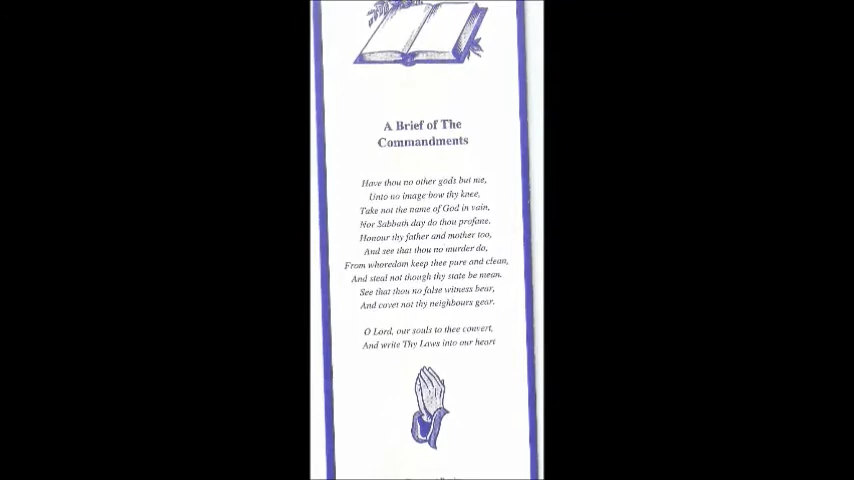 A Brief of The
Commandments
Have thou no other gods but me,
Unto no image bow thy knee,
Take not the name of God in vain,
Nor Sabbath day do thou profane.
Honour thy father and mother too,
And see that thou no murder do,
From whoredom keep thee pure and clean,
And steal not though thy state be mean.
See that thou no false witness bear,
And covet not thy neighbours gear.
O Lord, our souls to thee convert,
And write Thy Laws into our heart